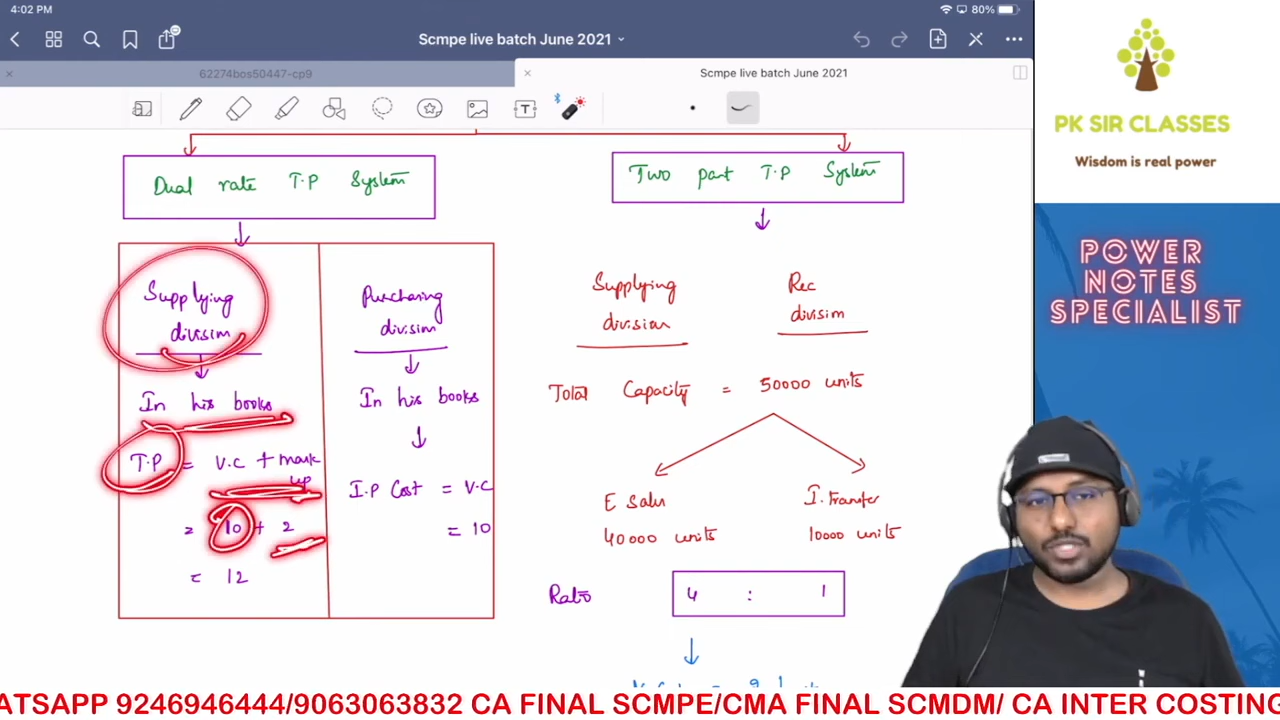 4:02 PM
80%
Scmpe live batch June 2021
62274bos50447-cp9
Scmpe live batch June 2021
T
Dual rate T.P System
Supplying
divisim
In his books
T.P = V.C + mark
up
= 10 + 2
= 12
Purchasing
divisim
In his books
I.P Cost = V.C
= 10
Two part T.P System
Supplying
division
Rec
divisim
Total Capacity = 50000 units
E Sales
40000 units
I. Transfer
10000 units
Ratio 4 : 1
PK SIR CLASSES
Wisdom is real power
POWER
NOTES
SPECIALIST
ATSAPP 9246946444/9063063832 CA FINAL SCMPE/CMA FINAL SCMDM/ CA INTER COSTING